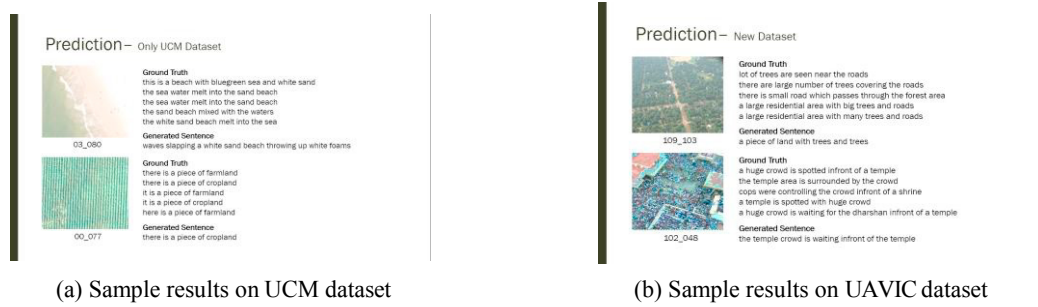 Prediction– Only UCM Dataset
Ground Truth
this is a beach with bluegreen sea and white sand
the sea water melt into the sand beach
the sea water melt into the sand beach
the sand beach mixed with the waters
the white sand beach melt into the sea
Generated Sentence
waves slapping a white sand beach throwing up white foams
03_080
Ground Truth
there is a piece of farmland
there is a piece of cropland
it is a piece of farmland
it is a piece of cropland
here is a piece of farmland
Generated Sentence
there is a piece of cropland
00_077
(a) Sample results on UCM dataset
Prediction– New Dataset
Ground Truth
lot of trees are seen near the roads
there are large number of trees covering the roads
there is small road which passes through the forest area
a large residential area with big trees and roads
a large residential area with many trees and roads
Generated Sentence
a piece of land with trees and trees
109_103
Ground Truth
a huge crowd is spotted infront of a temple
the temple area is surrounded by the crowd
cops were controlling the crowd infront of a shrine
a temple is spotted with huge crowd
a huge crowd is waiting for the dharshan infront of a temple
Generated Sentence
the temple crowd is waiting infront of the temple
102_048
(b) Sample results on UAVIC dataset